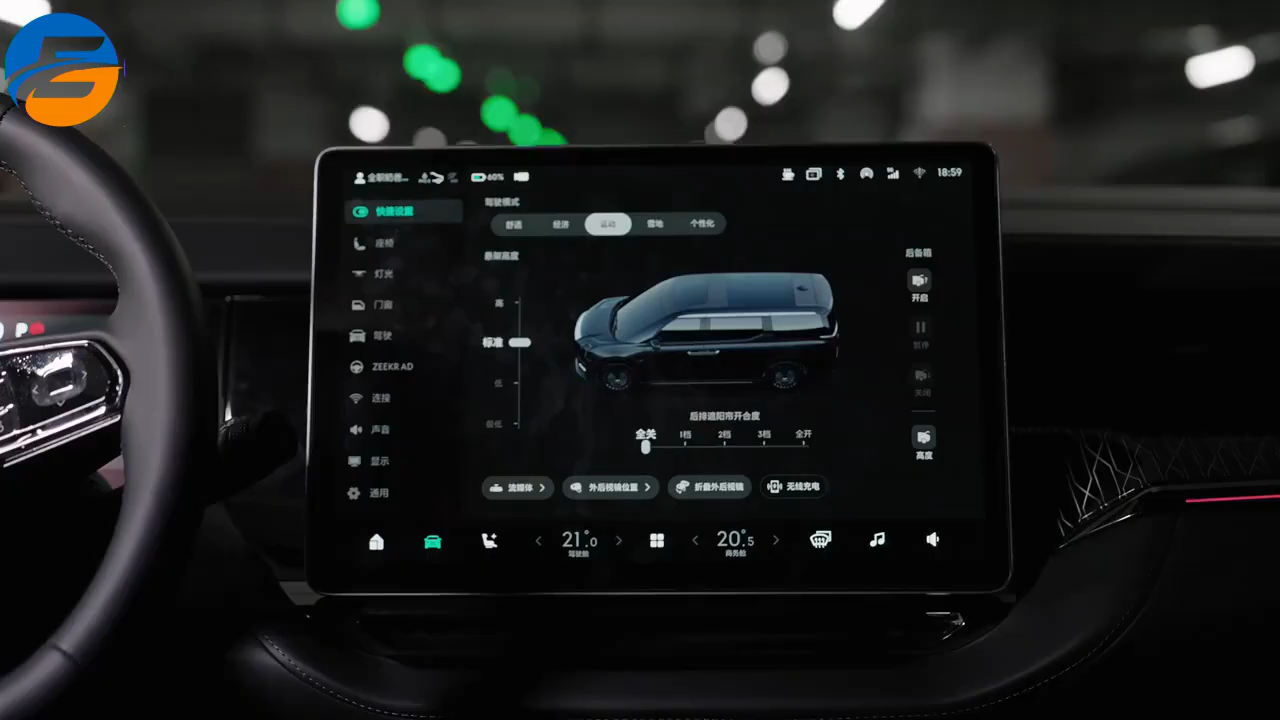 60%
18:59
快捷设置
座椅
灯光
门窗
驾驶
ZEEKR AD
连接
声音
显示
通用
驾驶模式
舒适 经济 运动 雪地 个性化
悬架高度
高
标准
低
极低
后备箱
开启
暂停
关闭
高度
后排遮阳帘开合度
全关 1档 2档 3档 全开
流媒体
外后视镜位置
折叠外后视镜
无线充电
21.0
驾驶舱
20.5
商务舱
P